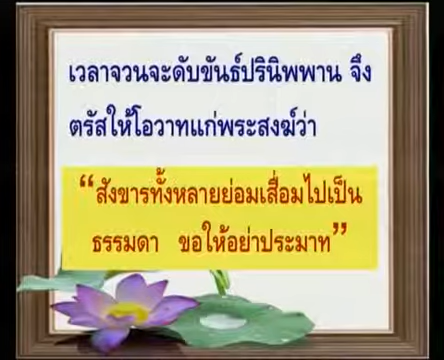 เวลาจวนจะดับขันธ์ปรินิพพาน จึง
ตรัสให้โอวาทแก่พระสงฆ์ว่า
“สังขารทั้งหลายย่อมเสื่อมไปเป็น
ธรรมดา ขอให้อย่าประมาท”